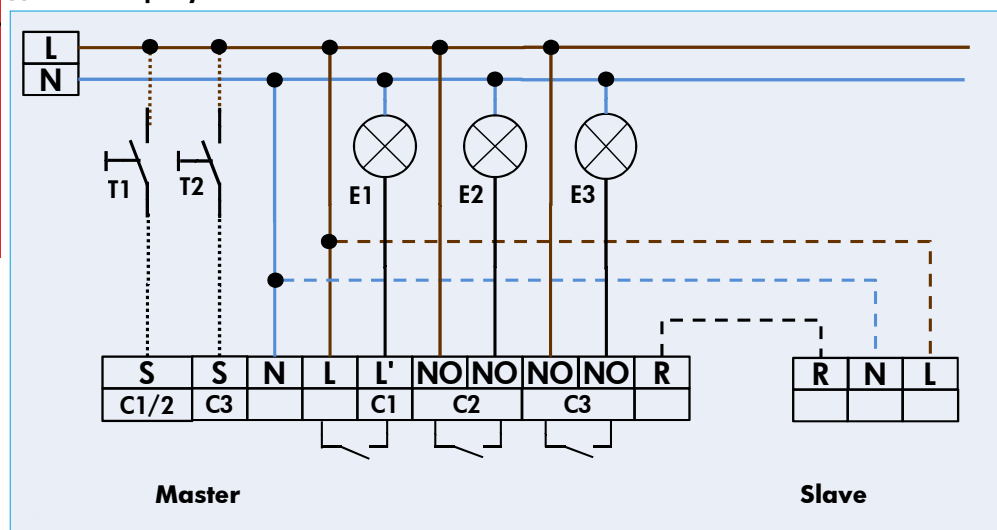 L
N
T1 T2 E1 E2 E3
S S N L L' NO NO NO NO R R N L
C1/2 C3 C1 C2 C3
Master Slave